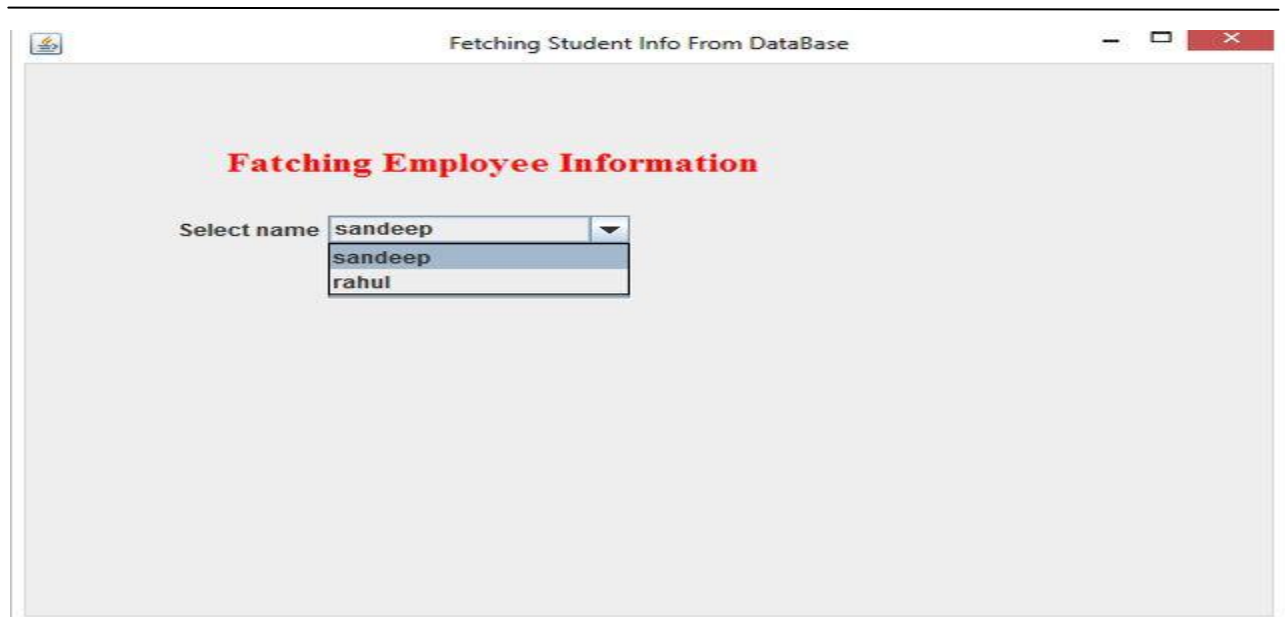 Fetching Student Info From DataBase
Fatching Employee Information
Select name sandeep
sandeep
rahul